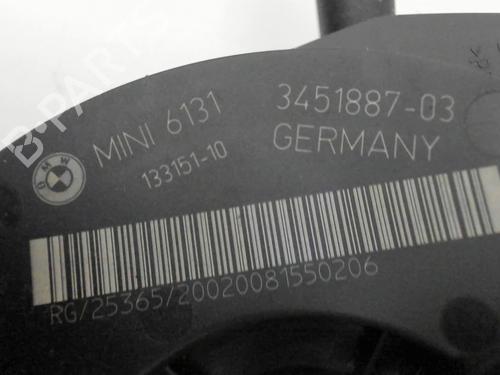 B-PARTS
BMW
MINI 6131 3451887-03
133151-10 GERMANY
RG/25365/20020081550206